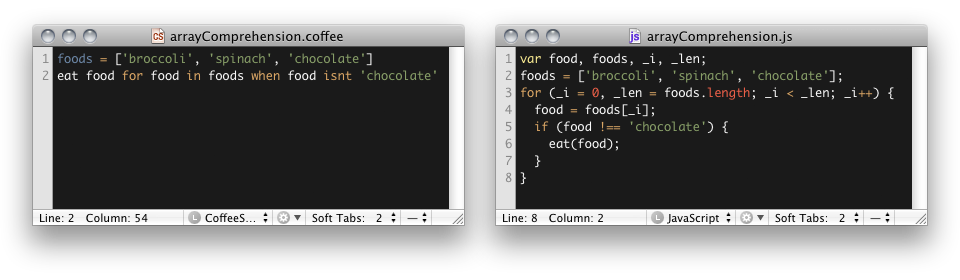 arrayComprehension.coffee
1 foods = ['broccoli', 'spinach', 'chocolate']
2 eat food for food in foods when food isnt 'chocolate'
Line: 2 Column: 54 L CoffeeS... Soft Tabs: 2 —
arrayComprehension.js
1 var food, foods, _i, _len;
2 foods = ['broccoli', 'spinach', 'chocolate'];
3 for (_i = 0, _len = foods.length; _i < _len; _i++) {
4   food = foods[_i];
5   if (food !== 'chocolate') {
6     eat(food);
7   }
8 }
Line: 8 Column: 2 L JavaScript Soft Tabs: 2 —